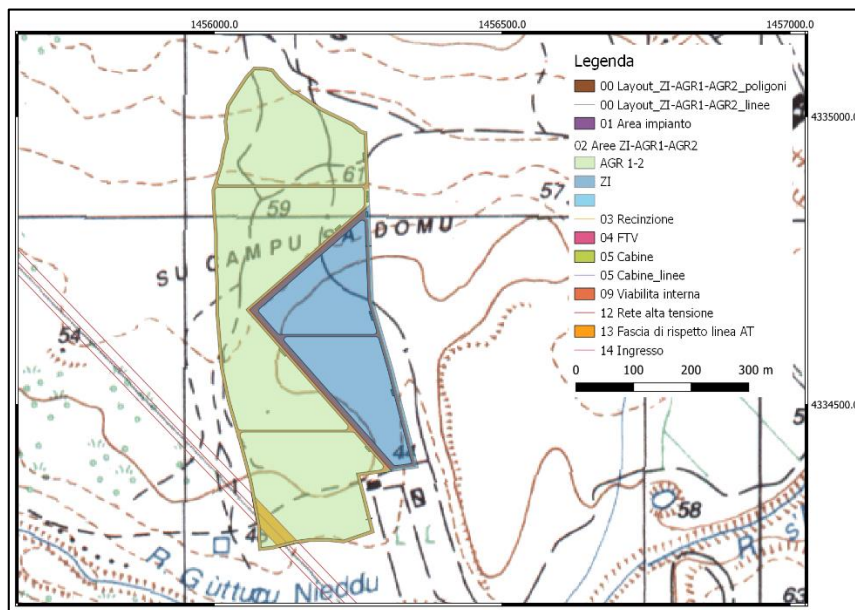 1456000.0
1456500.0
1457000.0
4335000.0
4334500.0
Legenda
00 Layout_ZI-AGR1-AGR2_poligoni
00 Layout_ZI-AGR1-AGR2_linee
01 Area impianto
02 Aree ZI-AGR1-AGR2
AGR 1-2
ZI
03 Recinzione
04 FTV
05 Cabine
05 Cabine_linee
09 Viabilita interna
12 Rete alta tensione
13 Fascia di rispetto linea AT
14 Ingresso
0 100 200 300 m
61
57
59
SU CAMPU DOMU
54
44
58
R. Gùtturu Nieddu
63